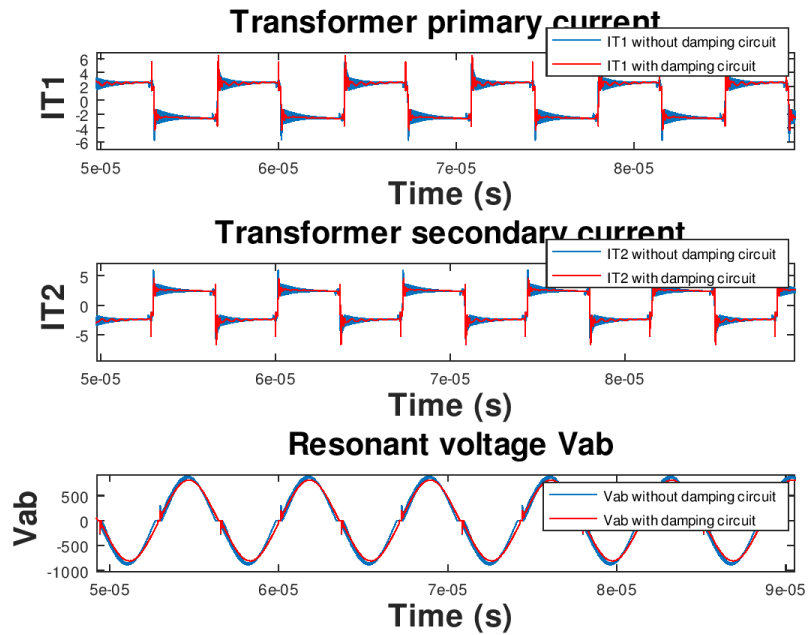 Transformer primary current
IT1 without damping circuit
IT1 with damping circuit
IT1
6
4
2
0
-2
-4
-6
5e-05 6e-05 7e-05 8e-05
Time (s)
Transformer secondary current
IT2 without damping circuit
IT2 with damping circuit
IT2
5
0
-5
5e-05 6e-05 7e-05 8e-05
Time (s)
Resonant voltage Vab
Vab without damping circuit
Vab with damping circuit
Vab
500
0
-500
-1000
5e-05 6e-05 7e-05 8e-05 9e-05
Time (s)